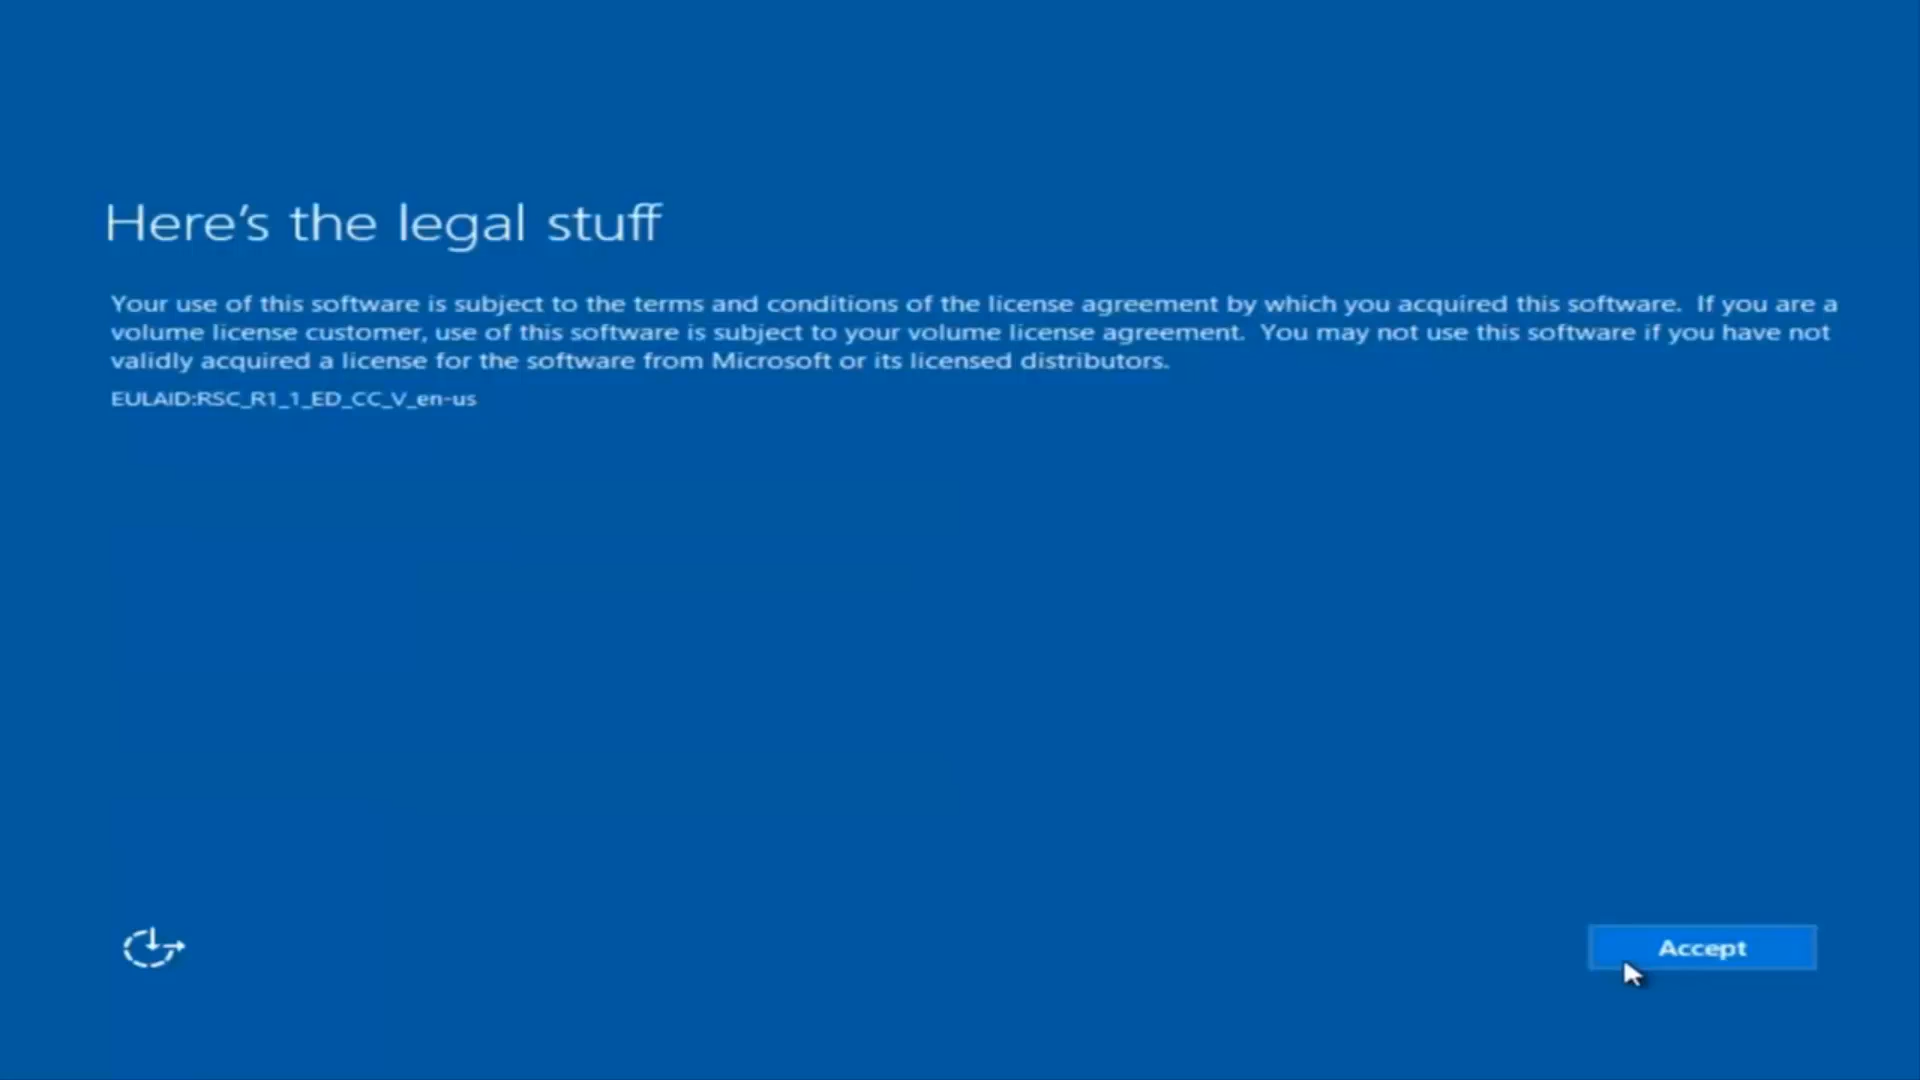 Here's the legal stuff
Your use of this software is subject to the terms and conditions of the license agreement by which you acquired this software.  If you are a
volume license customer, use of this software is subject to your volume license agreement.  You may not use this software if you have not
validly acquired a license for the software from Microsoft or its licensed distributors.
EULAID:RSC_R1_1_ED_CC_V_en-us
Accept